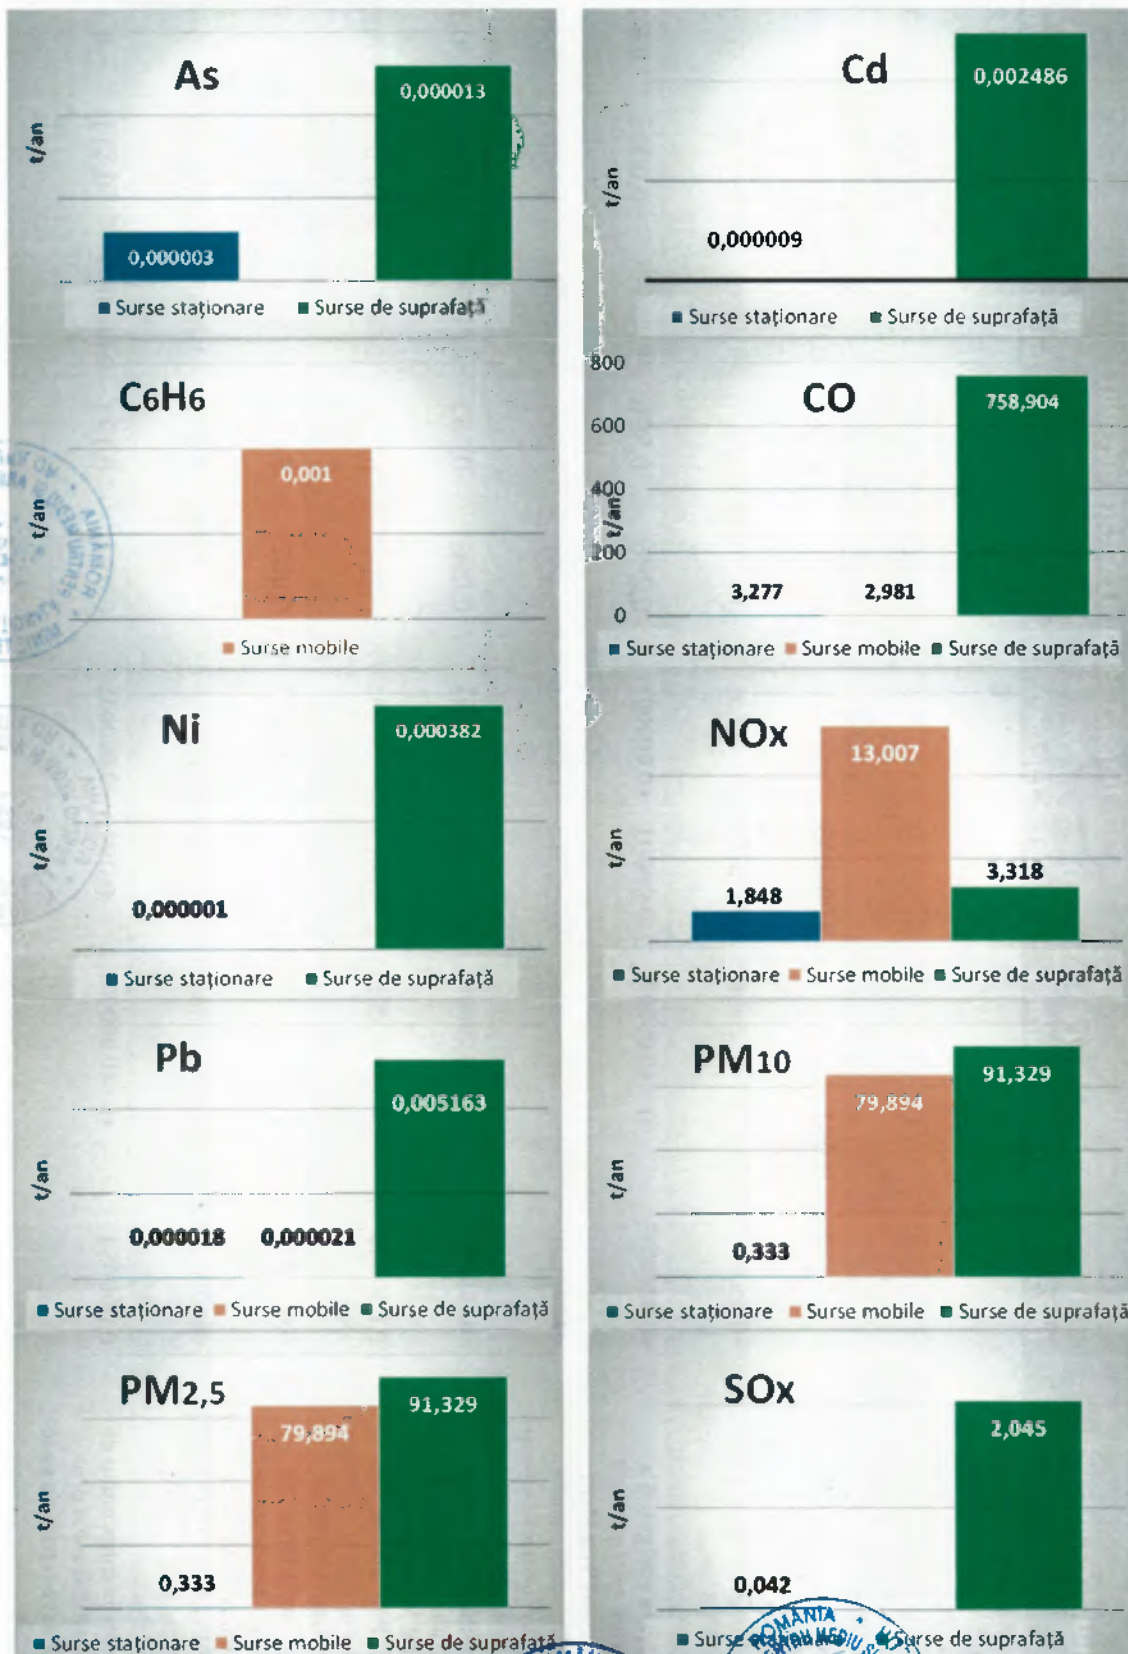 As
t/an
0,000013
0,000003
Surse staționare Surse de suprafață
Cd
t/an
0,002486
0,000009
Surse staționare Surse de suprafață
C6H6
t/an
0,001
Surse mobile
CO
t/an
800
600
400
200
0
758,904
3,277 2,981
Surse staționare Surse mobile Surse de suprafață
Ni
t/an
0,000382
0,000001
Surse staționare Surse de suprafață
NOx
t/an
13,007
3,318
1,848
Surse staționare Surse mobile Surse de suprafață
Pb
t/an
0,005163
0,000018 0,000021
Surse staționare Surse mobile Surse de suprafață
PM10
t/an
91,329
79,894
0,333
Surse staționare Surse mobile Surse de suprafață
PM2,5
t/an
91,329
79,894
0,333
Surse staționare Surse mobile Surse de suprafață
SOx
t/an
2,045
0,042
Surse Surse de suprafață
ROMÂNIA